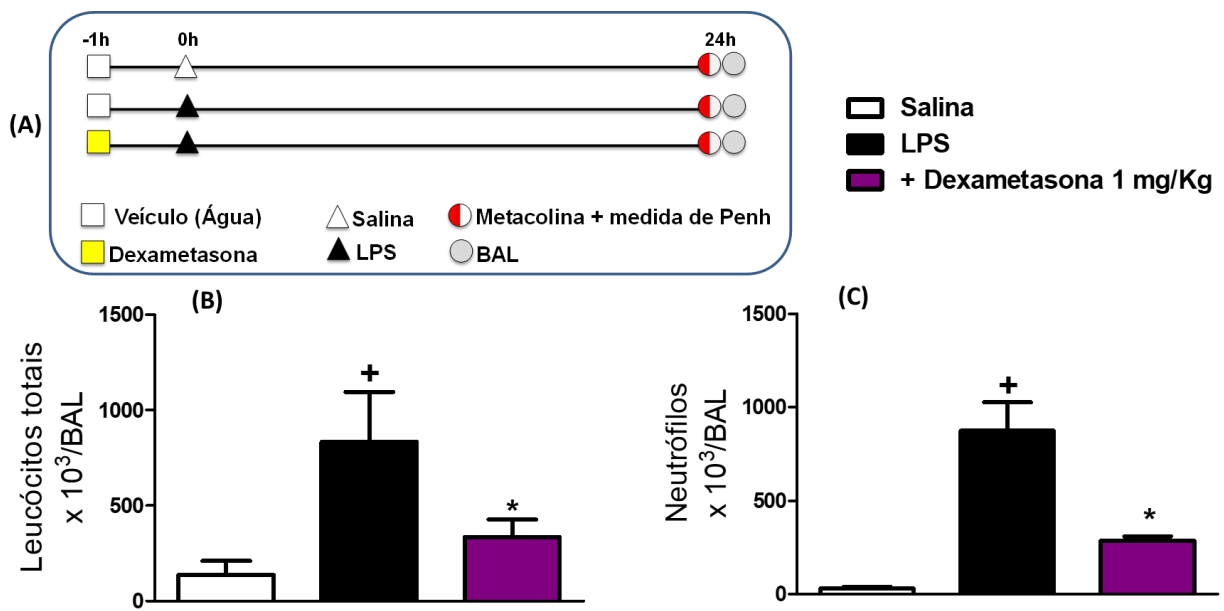 -1h 0h 24h
(A)
Veículo (Água)
Salina
Metacolina + medida de Penh
Dexametasona
LPS
BAL
Salina
LPS
+ Dexametasona 1 mg/Kg
(B)
Leucócitos totais
x 10³/BAL
1500
1000
500
0
+
*
(C)
Neutrófilos
x 10³/BAL
1500
1000
500
0
+
*